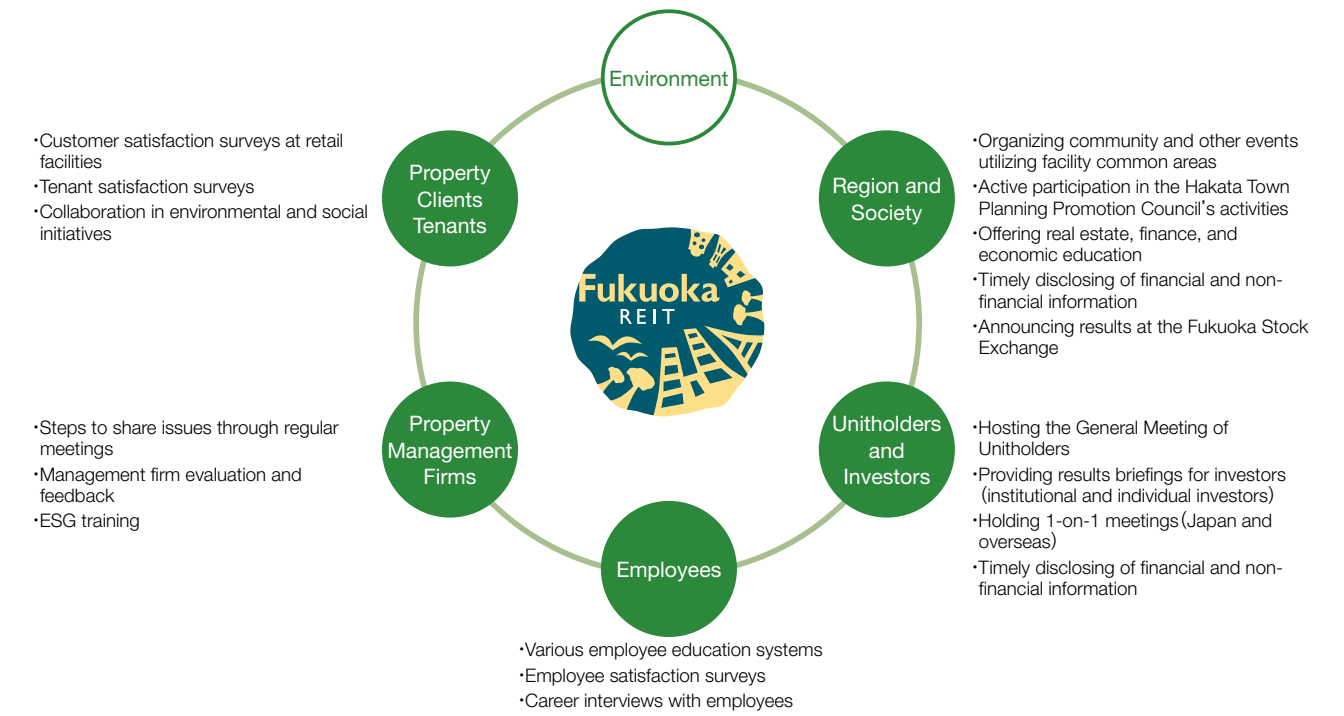 Environment
・Customer satisfaction surveys at retail
facilities
・Tenant satisfaction surveys
・Collaboration in environmental and social
initiatives
Property
Clients
Tenants
Region and
Society
・Organizing community and other events
utilizing facility common areas
・Active participation in the Hakata Town
Planning Promotion Council's activities
・Offering real estate, finance, and
economic education
・Timely disclosing of financial and non-
financial information
・Announcing results at the Fukuoka Stock
Exchange
Fukuoka
REIT
・Steps to share issues through regular
meetings
・Management firm evaluation and
feedback
・ESG training
Property
Management
Firms
Unitholders
and
Investors
・Hosting the General Meeting of
Unitholders
・Providing results briefings for investors
(institutional and individual investors)
・Holding 1-on-1 meetings (Japan and
overseas)
・Timely disclosing of financial and non-
financial information
Employees
・Various employee education systems
・Employee satisfaction surveys
・Career interviews with employees